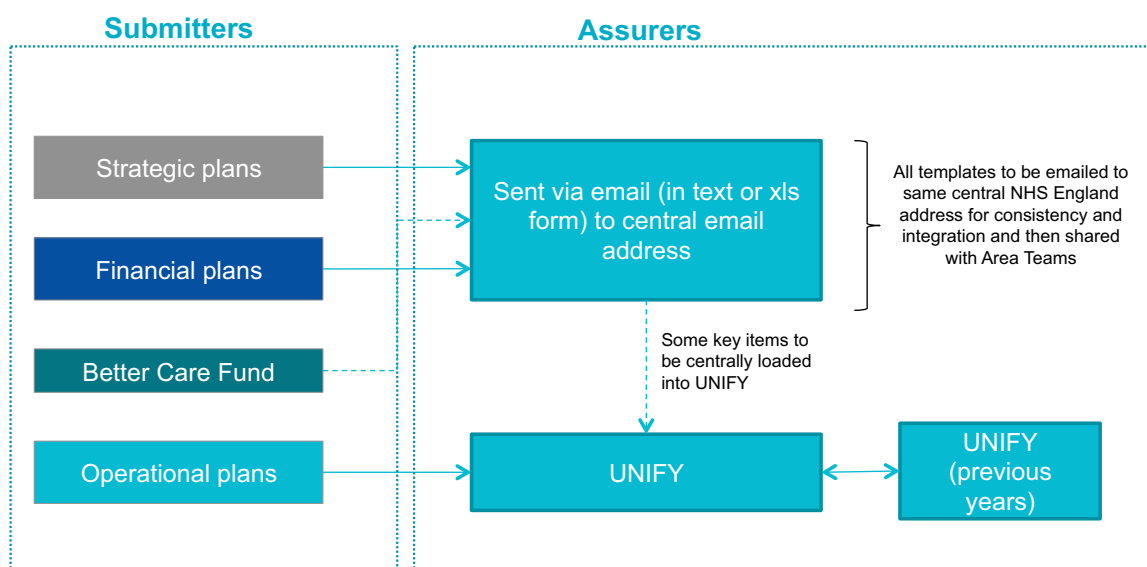 Submitters
Assurers
Strategic plans
Financial plans
Better Care Fund
Operational plans
Sent via email (in text or xls
form) to central email
address
All templates to be emailed to
same central NHS England
address for consistency and
integration and then shared
with Area Teams
Some key items to
be centrally loaded
into UNIFY
UNIFY
UNIFY
(previous
years)